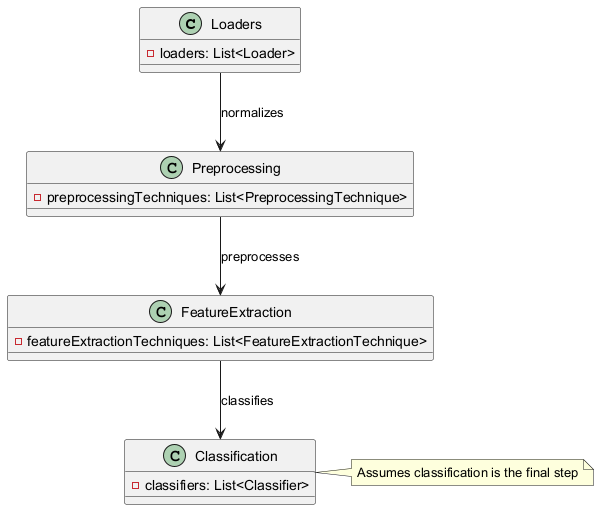 C Loaders
loaders: List<Loader>
normalizes
C Preprocessing
preprocessingTechniques: List<PreprocessingTechnique>
preprocesses
C FeatureExtraction
featureExtractionTechniques: List<FeatureExtractionTechnique>
classifies
C Classification
classifiers: List<Classifier>
Assumes classification is the final step